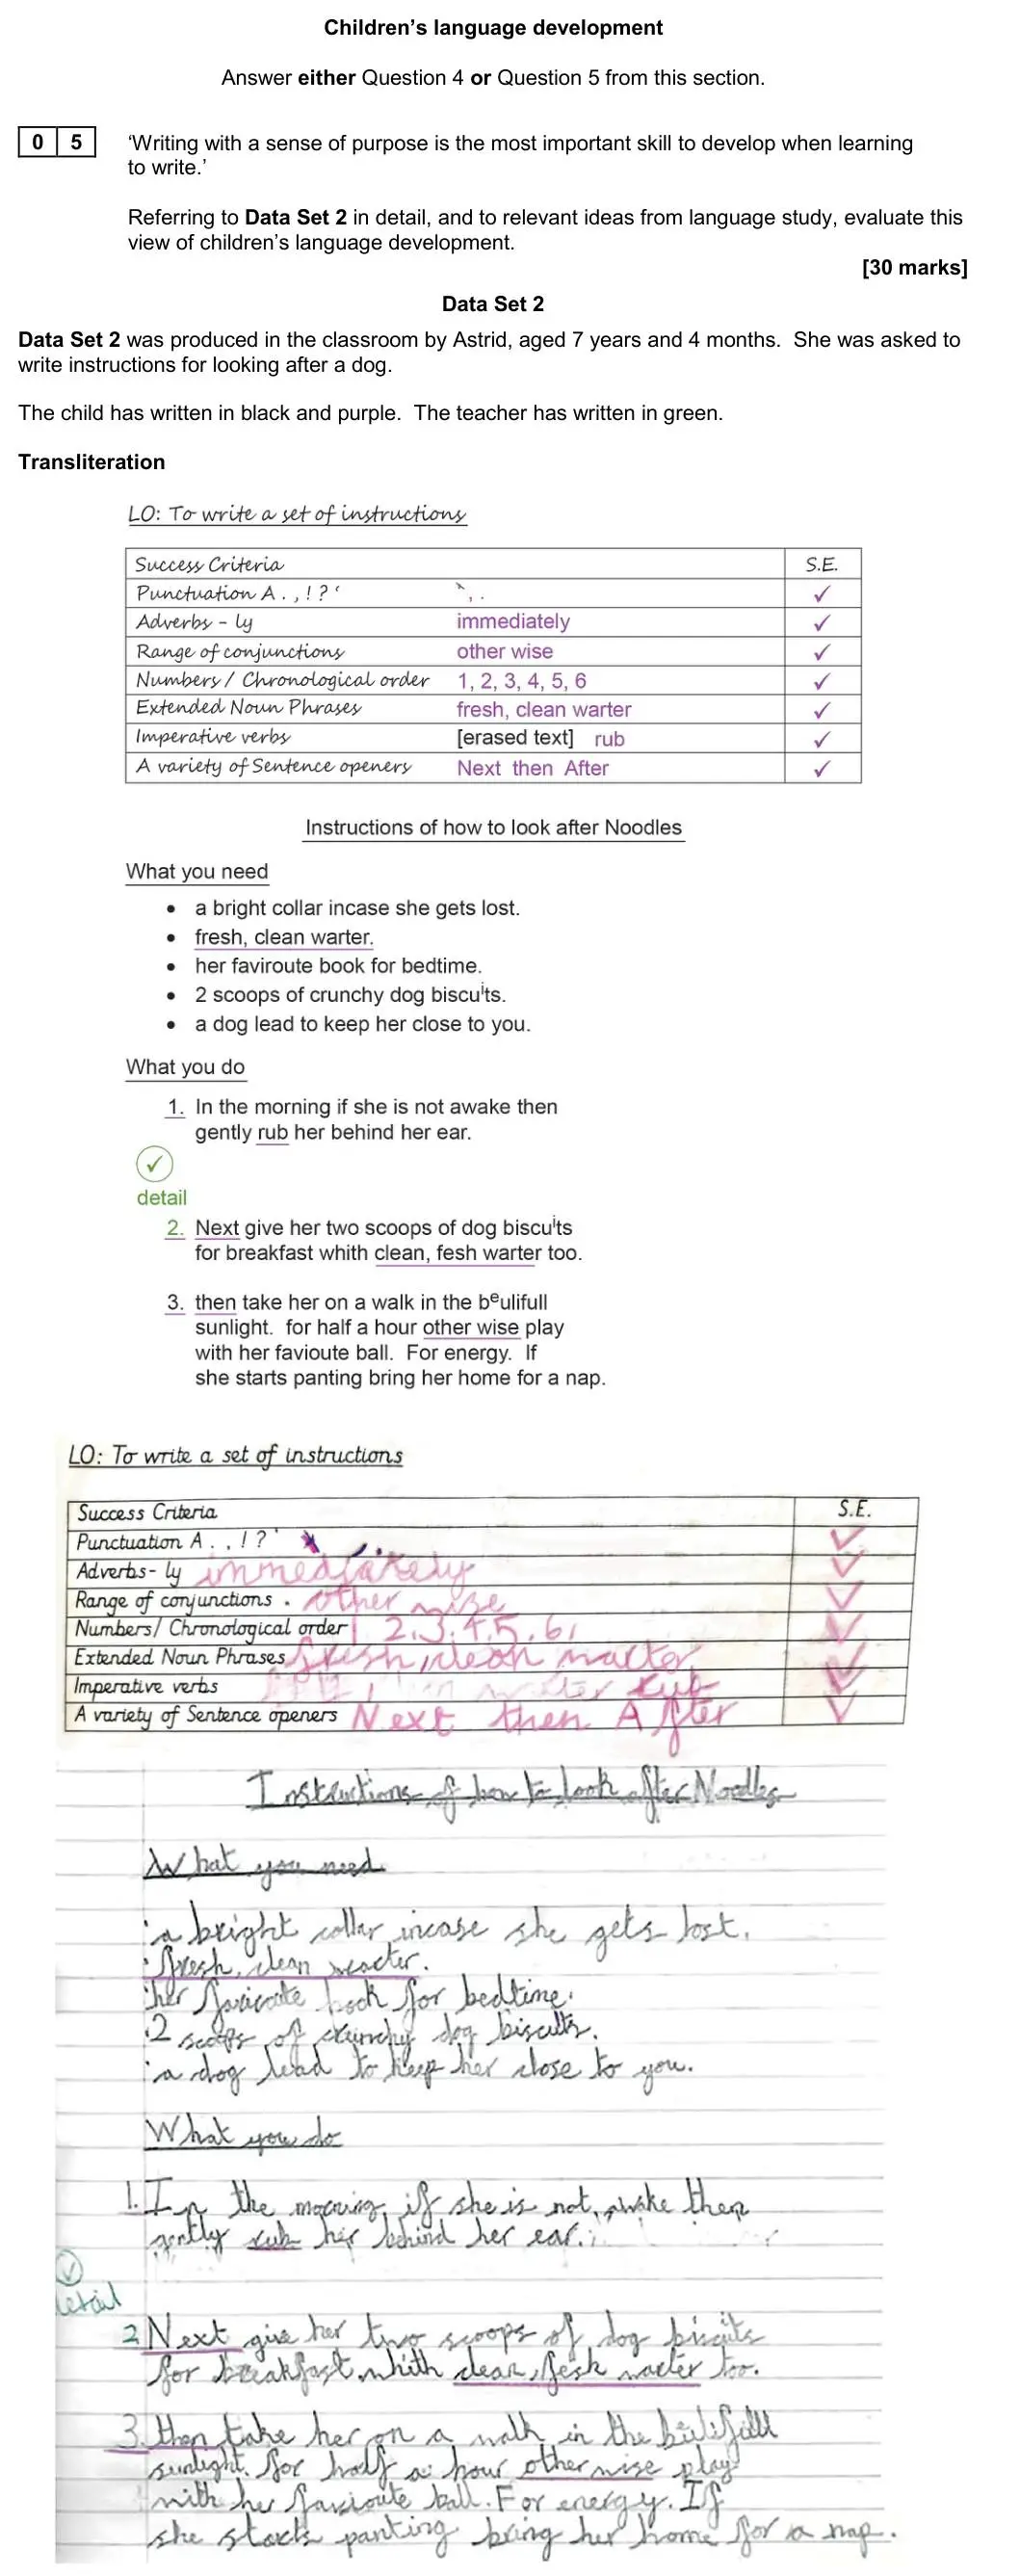 Children's language development
Answer either Question 4 or Question 5 from this section.
0 5
'Writing with a sense of purpose is the most important skill to develop when learning
to write.'
Referring to Data Set 2 in detail, and to relevant ideas from language study, evaluate this
view of children's language development.
[30 marks]
Data Set 2
Data Set 2 was produced in the classroom by Astrid, aged 7 years and 4 months. She was asked to
write instructions for looking after a dog.
The child has written in black and purple. The teacher has written in green.
Transliteration
LO: To write a set of instructions
Success Criteria S.E.
Punctuation A . , ! ? ‘ , . ✓
Adverbs - ly immediately ✓
Range of conjunctions other wise ✓
Numbers / Chronological order 1, 2, 3, 4, 5, 6 ✓
Extended Noun Phrases fresh, clean warter ✓
Imperative verbs [erased text] rub ✓
A variety of Sentence openers Next then After ✓
Instructions of how to look after Noodles
What you need
• a bright collar incase she gets lost.
• fresh, clean warter.
• her faviroute book for bedtime.
• 2 scoops of crunchy dog biscuits.
• a dog lead to keep her close to you.
What you do
1. In the morning if she is not awake then
gently rub her behind her ear.
✓
detail
2. Next give her two scoops of dog biscuits
for breakfast whith clean, fesh warter too.
3. then take her on a walk in the beulifull
sunlight. for half a hour other wise play
with her favioute ball. For energy. If
she starts panting bring her home for a nap.
LO: To write a set of instructions
Success Criteria S.E.
Punctuation A . , ! ? ' , . ✓
Adverbs- ly immediately ✓
Range of conjunctions . other wise ✓
Numbers/ Chronological order 1, 2, 3, 4, 5, 6, ✓
Extended Noun Phrases fresh, clean warter ✓
Imperative verbs rub ✓
A variety of Sentence openers Next then After ✓
Instructions of how to look after Noodles
What you need
• a bright collar incase she gets lost.
• fresh, clean warter.
• her faviroute book for bedtime.
• 2 scoops of crunchy dog biscuits.
• a dog lead to keep her close to you.
What you do
1. In the morning if she is not awake then
gently rub her behind her ear.
✓
detail
2 Next give her two scoops of dog biscuits
for breakfast whith clean, fesh warter too.
3. then take her on a walk in the beulifull
sunlight. for half a hour other wise play
with her favioute ball. For energy. If
she starts panting bring her home for a nap.